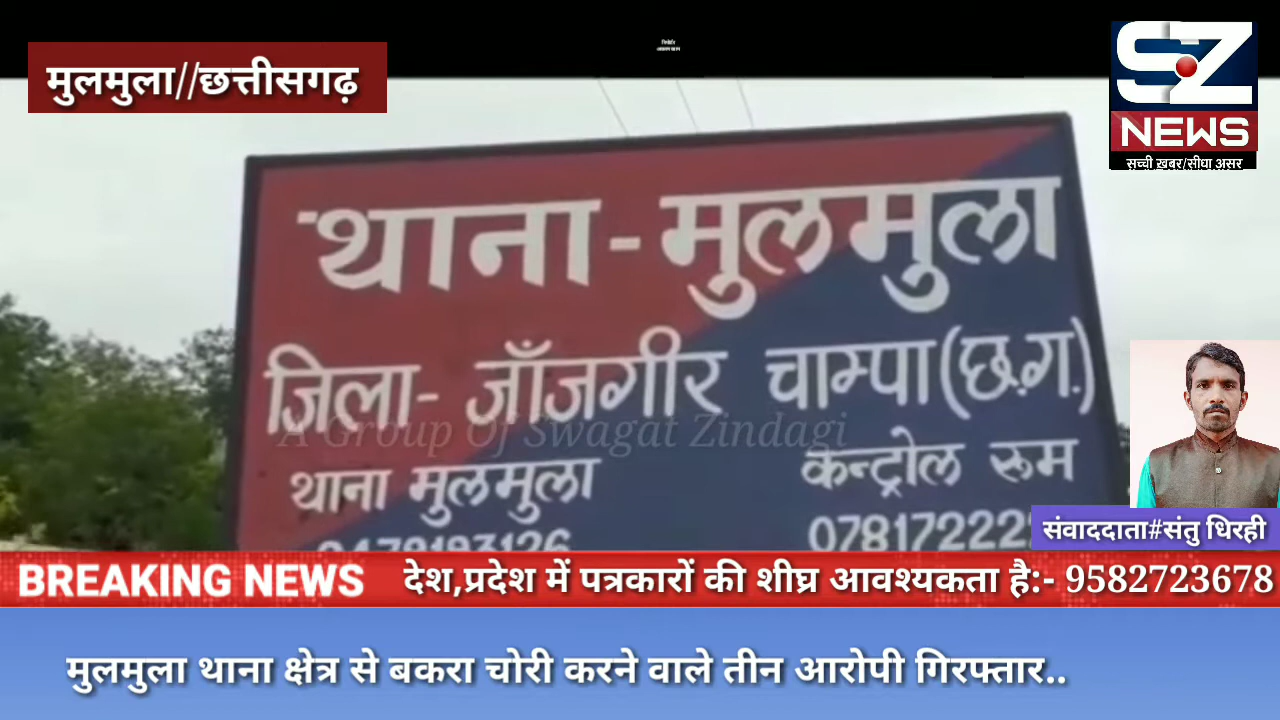 मुलमुला//छत्तीसगढ़
SZ
NEWS
सच्ची खबर/सीधा असर
थाना - मुलमुला
जिला- जाँजगीर चाम्पा(छ.ग.)
A Group Of Swagat Zindagi
थाना मुलमुला
कन्ट्रोल रूम
संवाददाता#संतु धिरही
BREAKING NEWS
देश,प्रदेश में पत्रकारों की शीघ्र आवश्यकता है:- 9582723678
मुलमुला थाना क्षेत्र से बकरा चोरी करने वाले तीन आरोपी गिरफ्तार..